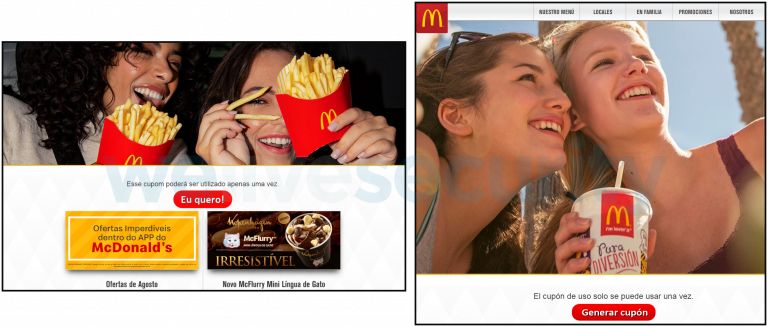 Esse cupom poderá ser utilizado apenas uma vez.
Eu quero!
Ofertas Imperdíveis
dentro do APP do
McDonald's
Kopenhagen
McFlurry
IRRESISTÍVEL
Ofertas de Agosto
Novo McFlurry Mini Língua de Gato
NUESTRO MENÚ
LOCALES
EN FAMILIA
PROMOCIONES
NOSOTROS
i'm lovin' it
Pura
DIVERSIÓN
El cupón de uso solo se puede usar una vez.
Generar cupón
welivesecurity